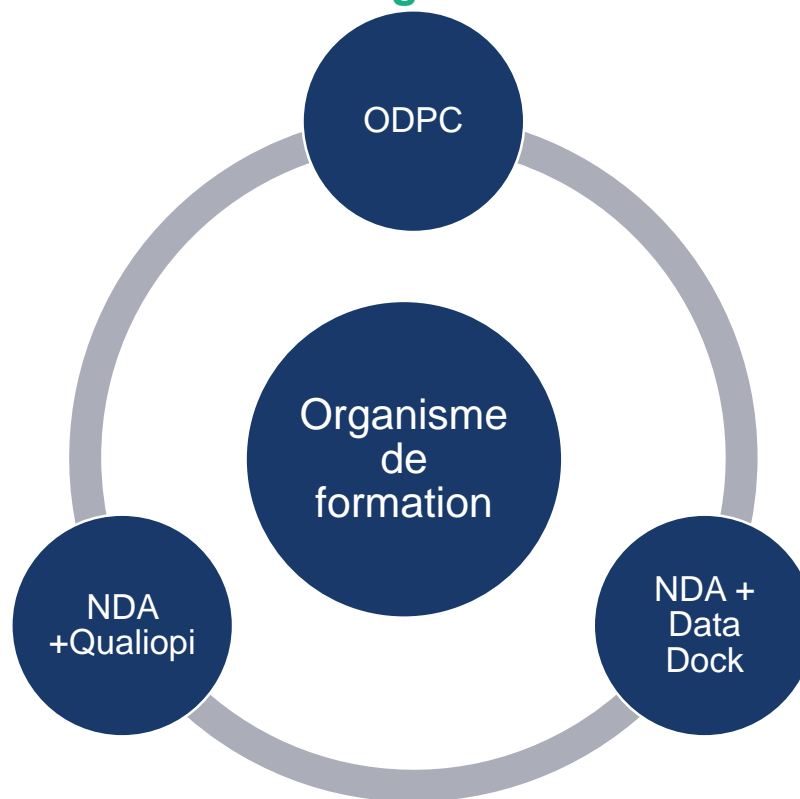 ODPC
Organisme
de
formation
NDA
+Qualiopi
NDA +
Data
Dock